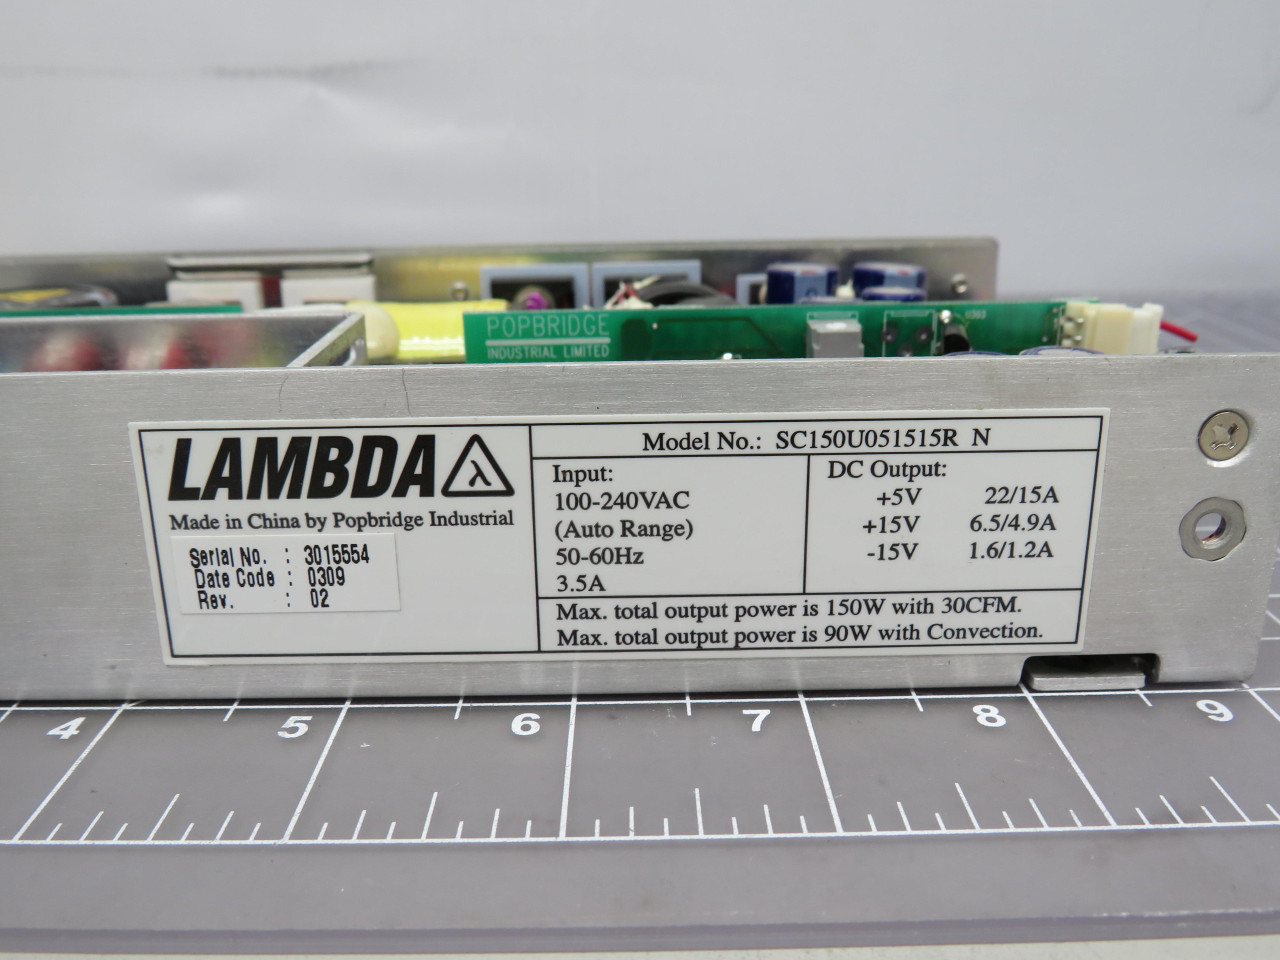 POPBRIDGE
INDUSTRIAL LIMITED
U303
LAMBDA λ
Made in China by Popbridge Industrial
Serial No. : 3015554
Date Code : 0309
Rev. : 02
Model No.: SC150U051515R N
Input:
100-240VAC
(Auto Range)
50-60Hz
3.5A
DC Output:
+5V 22/15A
+15V 6.5/4.9A
-15V 1.6/1.2A
Max. total output power is 150W with 30CFM.
Max. total output power is 90W with Convection.
4 5 6 7 8 9